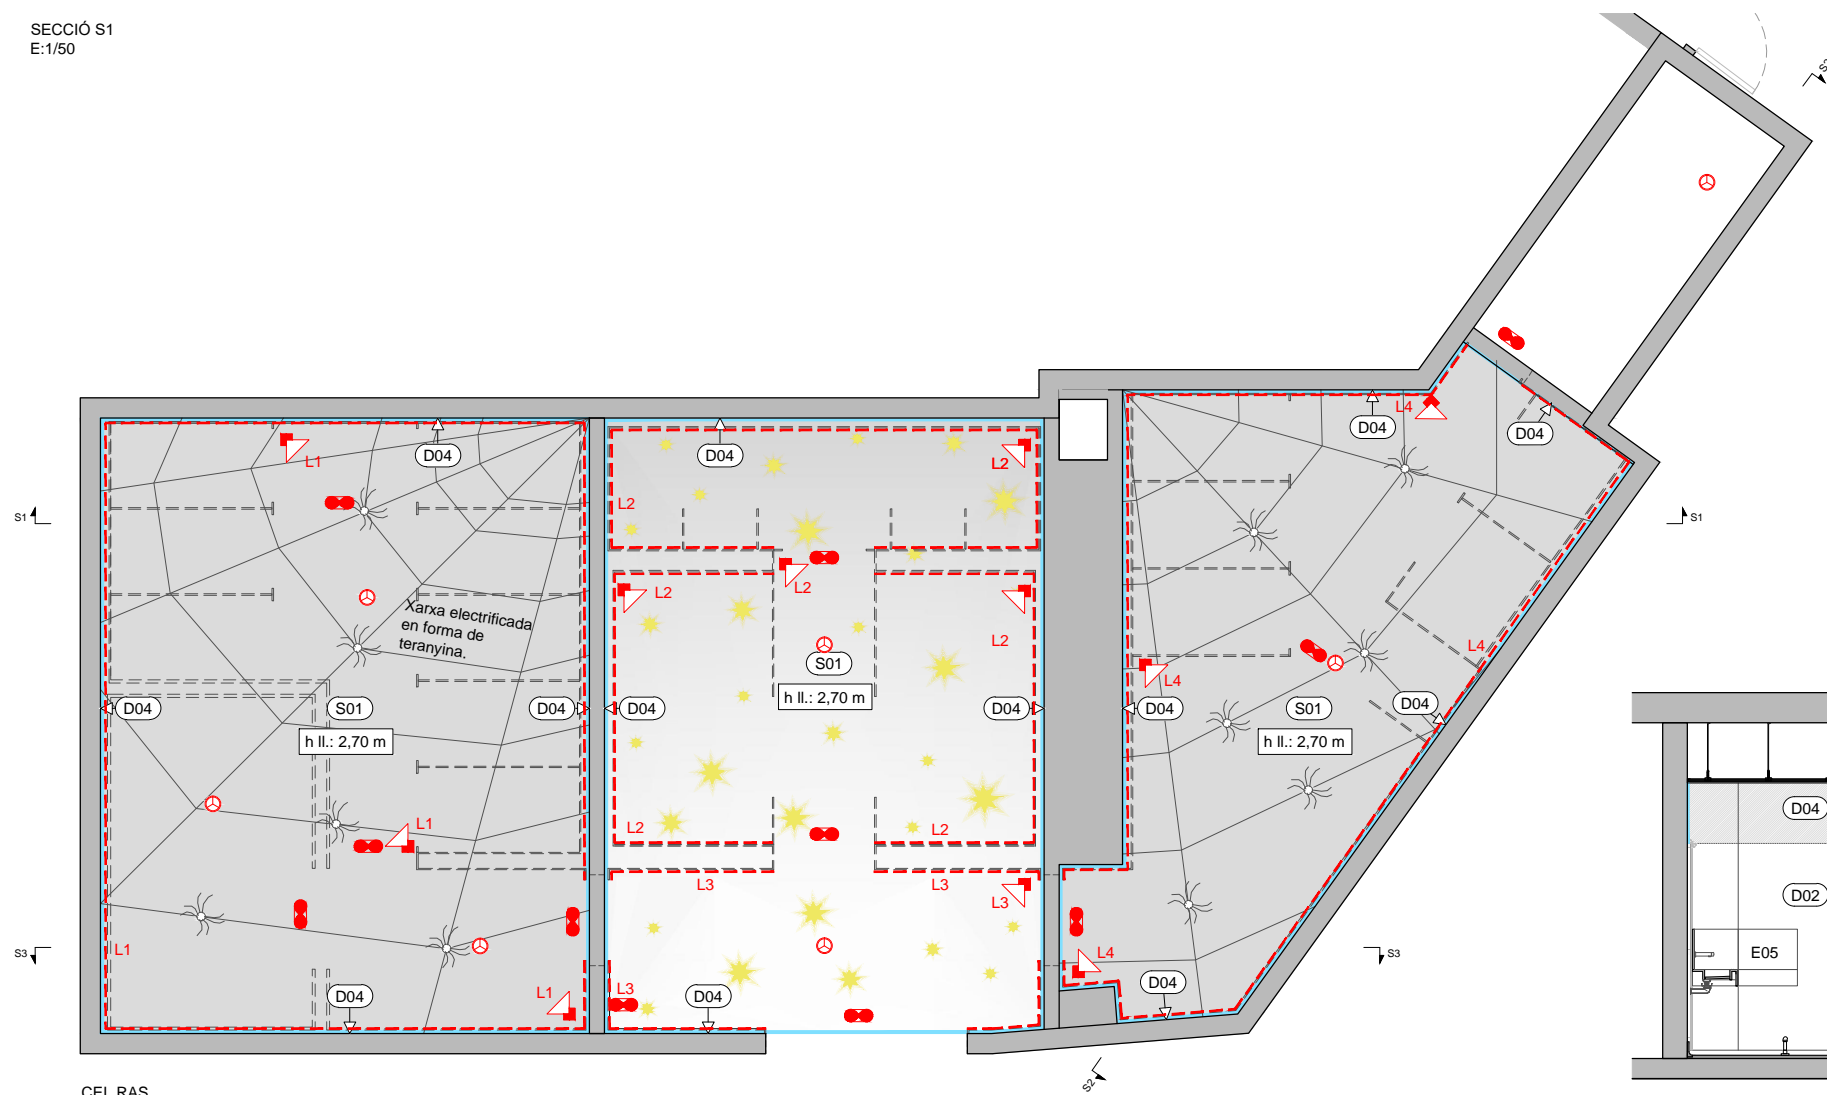 SECCIÓ S1
E:1/50
S2
L4
D04
D04
L1
D04
D04
L2
L2
S1
S1
L2
L2
L2
Xarxa electrificada
en forma de
teranyina.
L2
L4
S01
L4
h ll.: 2,70 m
D04
S01
D04
D04
D04
D04
S01
D04
h ll.: 2,70 m
h ll.: 2,70 m
D04
L1
L2
L2
L3
L3
L3
D02
L1
L4
S3
S3
E05
L1
D04
L3
D04
D04
S2
CEL RAS